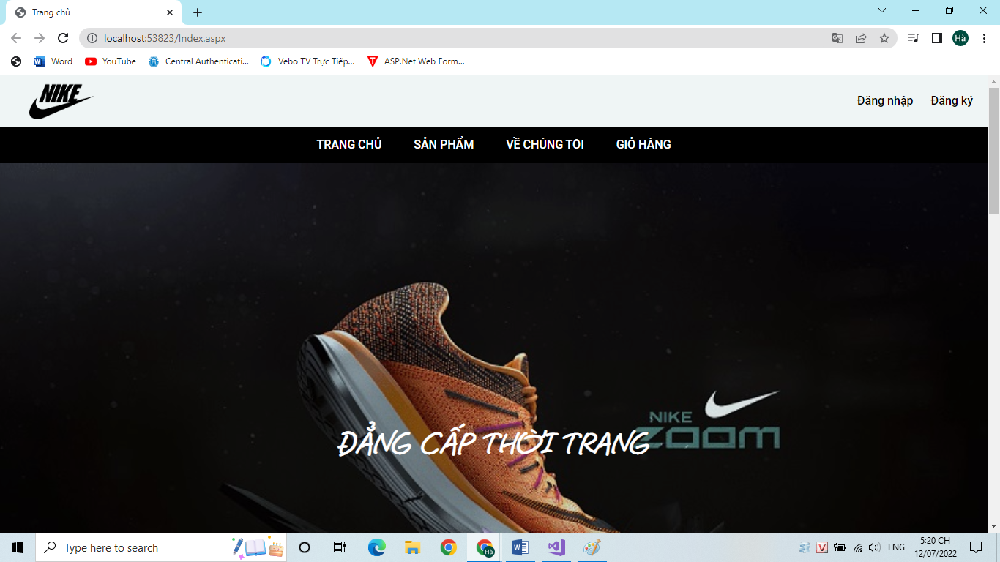 Trang chủ
localhost:53823/Index.aspx
Hà
Word
YouTube
Central Authenticati...
Vebo TV Trực Tiếp...
ASP.Net Web Form...
NIKE
Đăng nhập
Đăng ký
TRANG CHỦ
SẢN PHẨM
VỀ CHÚNG TÔI
GIỎ HÀNG
NIKE
ZOOM
ĐẲNG CẤP THỜI TRANG
Type here to search
Hà
V
ENG
5:20 CH
12/07/2022